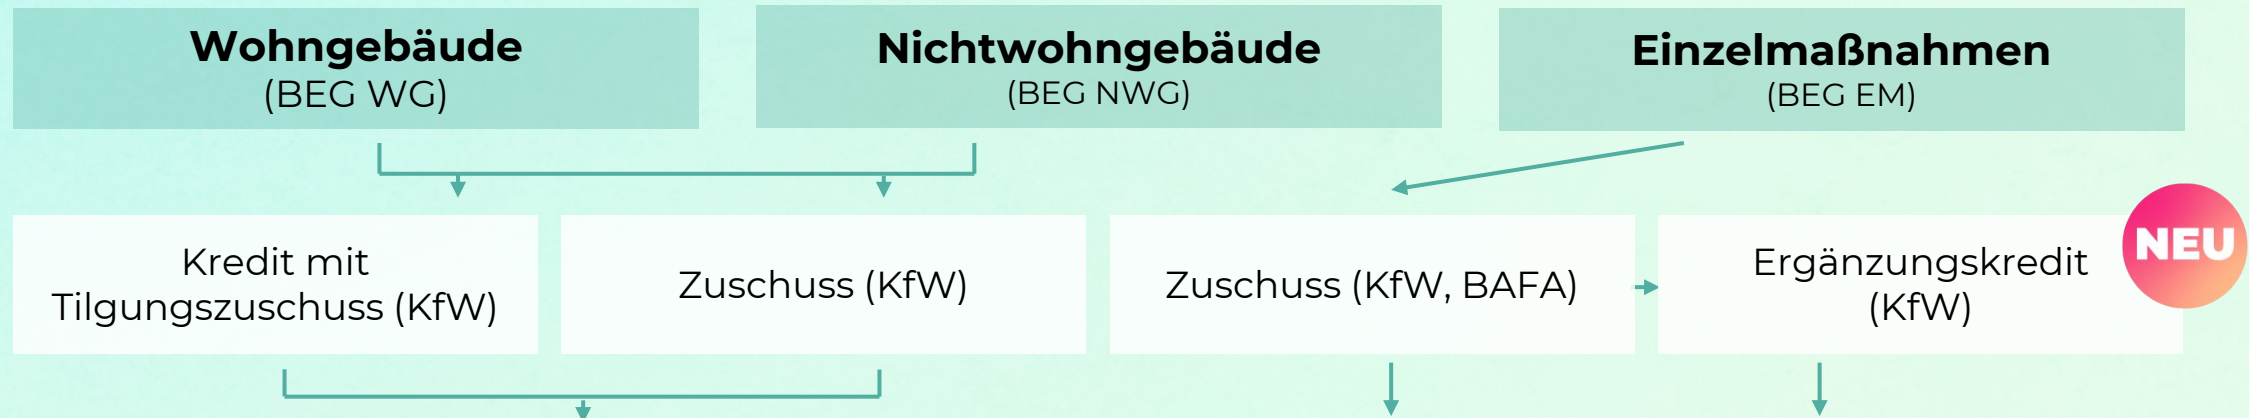 Wohngebäude
(BEG WG)
Nichtwohngebäude
(BEG NWG)
Einzelmaßnahmen
(BEG EM)
Kredit mit
Tilgungszuschuss (KfW)
Zuschuss (KfW)
Zuschuss (KfW, BAFA)
Ergänzungskredit
(KfW)
NEU